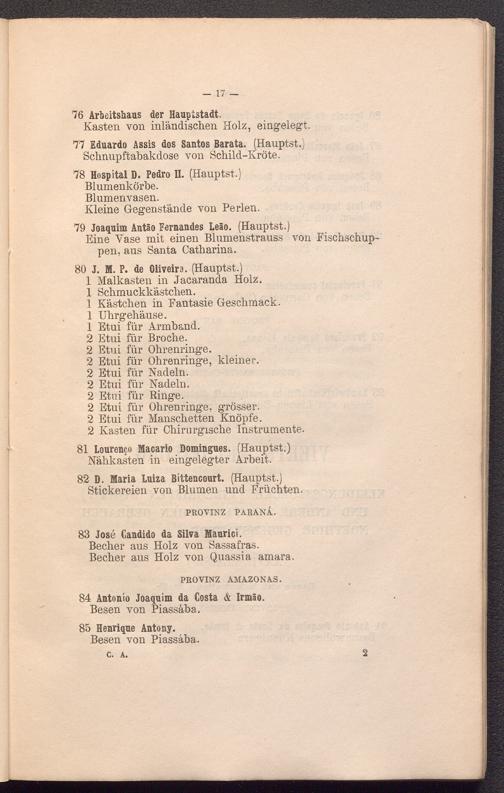 — 17 —
76 Arbeitshaus der Hauptstadt.
Kasten von inländischen Holz, eingelegt.
77 Eduardo Assis dos Santos Barata. (Hauptst.)
Schnupftabakdose von Schild-Kröte.
78 Hospital D. Pedro II. (Hauptst.)
Blumenkörbe.
Blumenvasen.
Kleine Gegenstände von Perlen.
79 Joaquim Antão Fernandes Leão. (Hauptst.)
Eine Vase mit einen Blumenstrauss von Fischschup-
pen, aus Santa Catharina.
80 J. M. P. de Oliveira. (Hauptst.)
1 Malkasten in Jacaranda Holz.
1 Schmuckkästchen.
1 Kästchen in Fantasie Geschmack.
1 Uhrgehäuse.
1 Etui für Armband.
2 Etui für Broche.
2 Etui für Ohrenringe.
2 Etui für Ohrenringe, kleiner.
2 Etui für Nadeln.
2 Etui für Nadeln.
2 Etui für Ringe.
2 Etui für Ohrenringe, grösser.
2 Etui für Manschetten Knöpfe.
2 Kasten für Chirurgische Instrumente.
81 Lourenço Macario Domingues. (Hauptst.)
Nähkasten in eingelegter Arbeit.
82 D. Maria Luiza Bittencourt. (Hauptst.)
Stickereien von Blumen und Früchten.
PROVINZ PARANÁ.
83 José Candido da Silva Maurici.
Becher aus Holz von Sassafras.
Becher aus Holz von Quassia amara.
PROVINZ AMAZONAS.
84 Antonio Joaquim da Costa & Irmão.
Besen von Piassába.
85 Henrique Antony.
Besen von Piassába.
C. A. 2